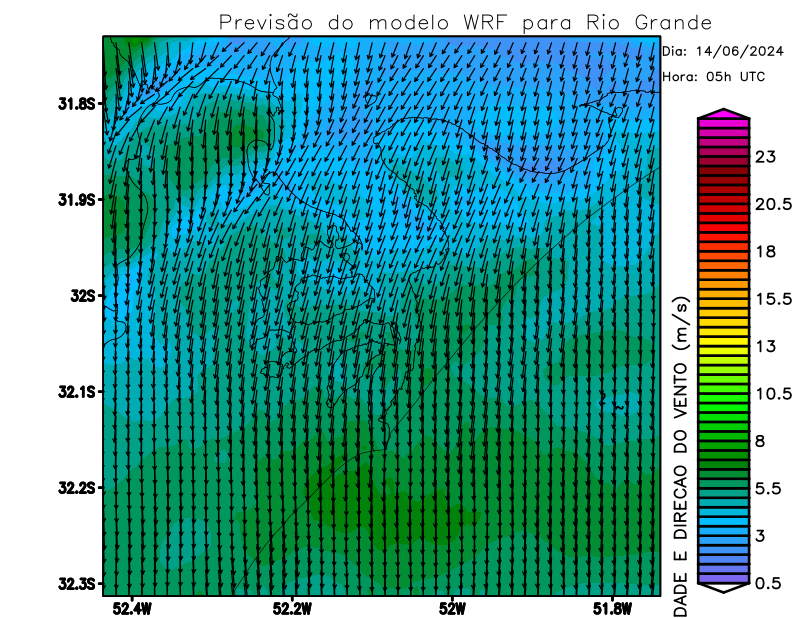 Previsão do modelo WRF para Rio Grande
Dia: 14/06/2024
Hora: 05h UTC
31.8S
31.9S
32S
32.1S
32.2S
32.3S
52.4W
52.2W
52W
51.8W
23
20.5
18
15.5
13
10.5
8
5.5
3
0.5
DADE E DIRECAO DO VENTO (m/s)